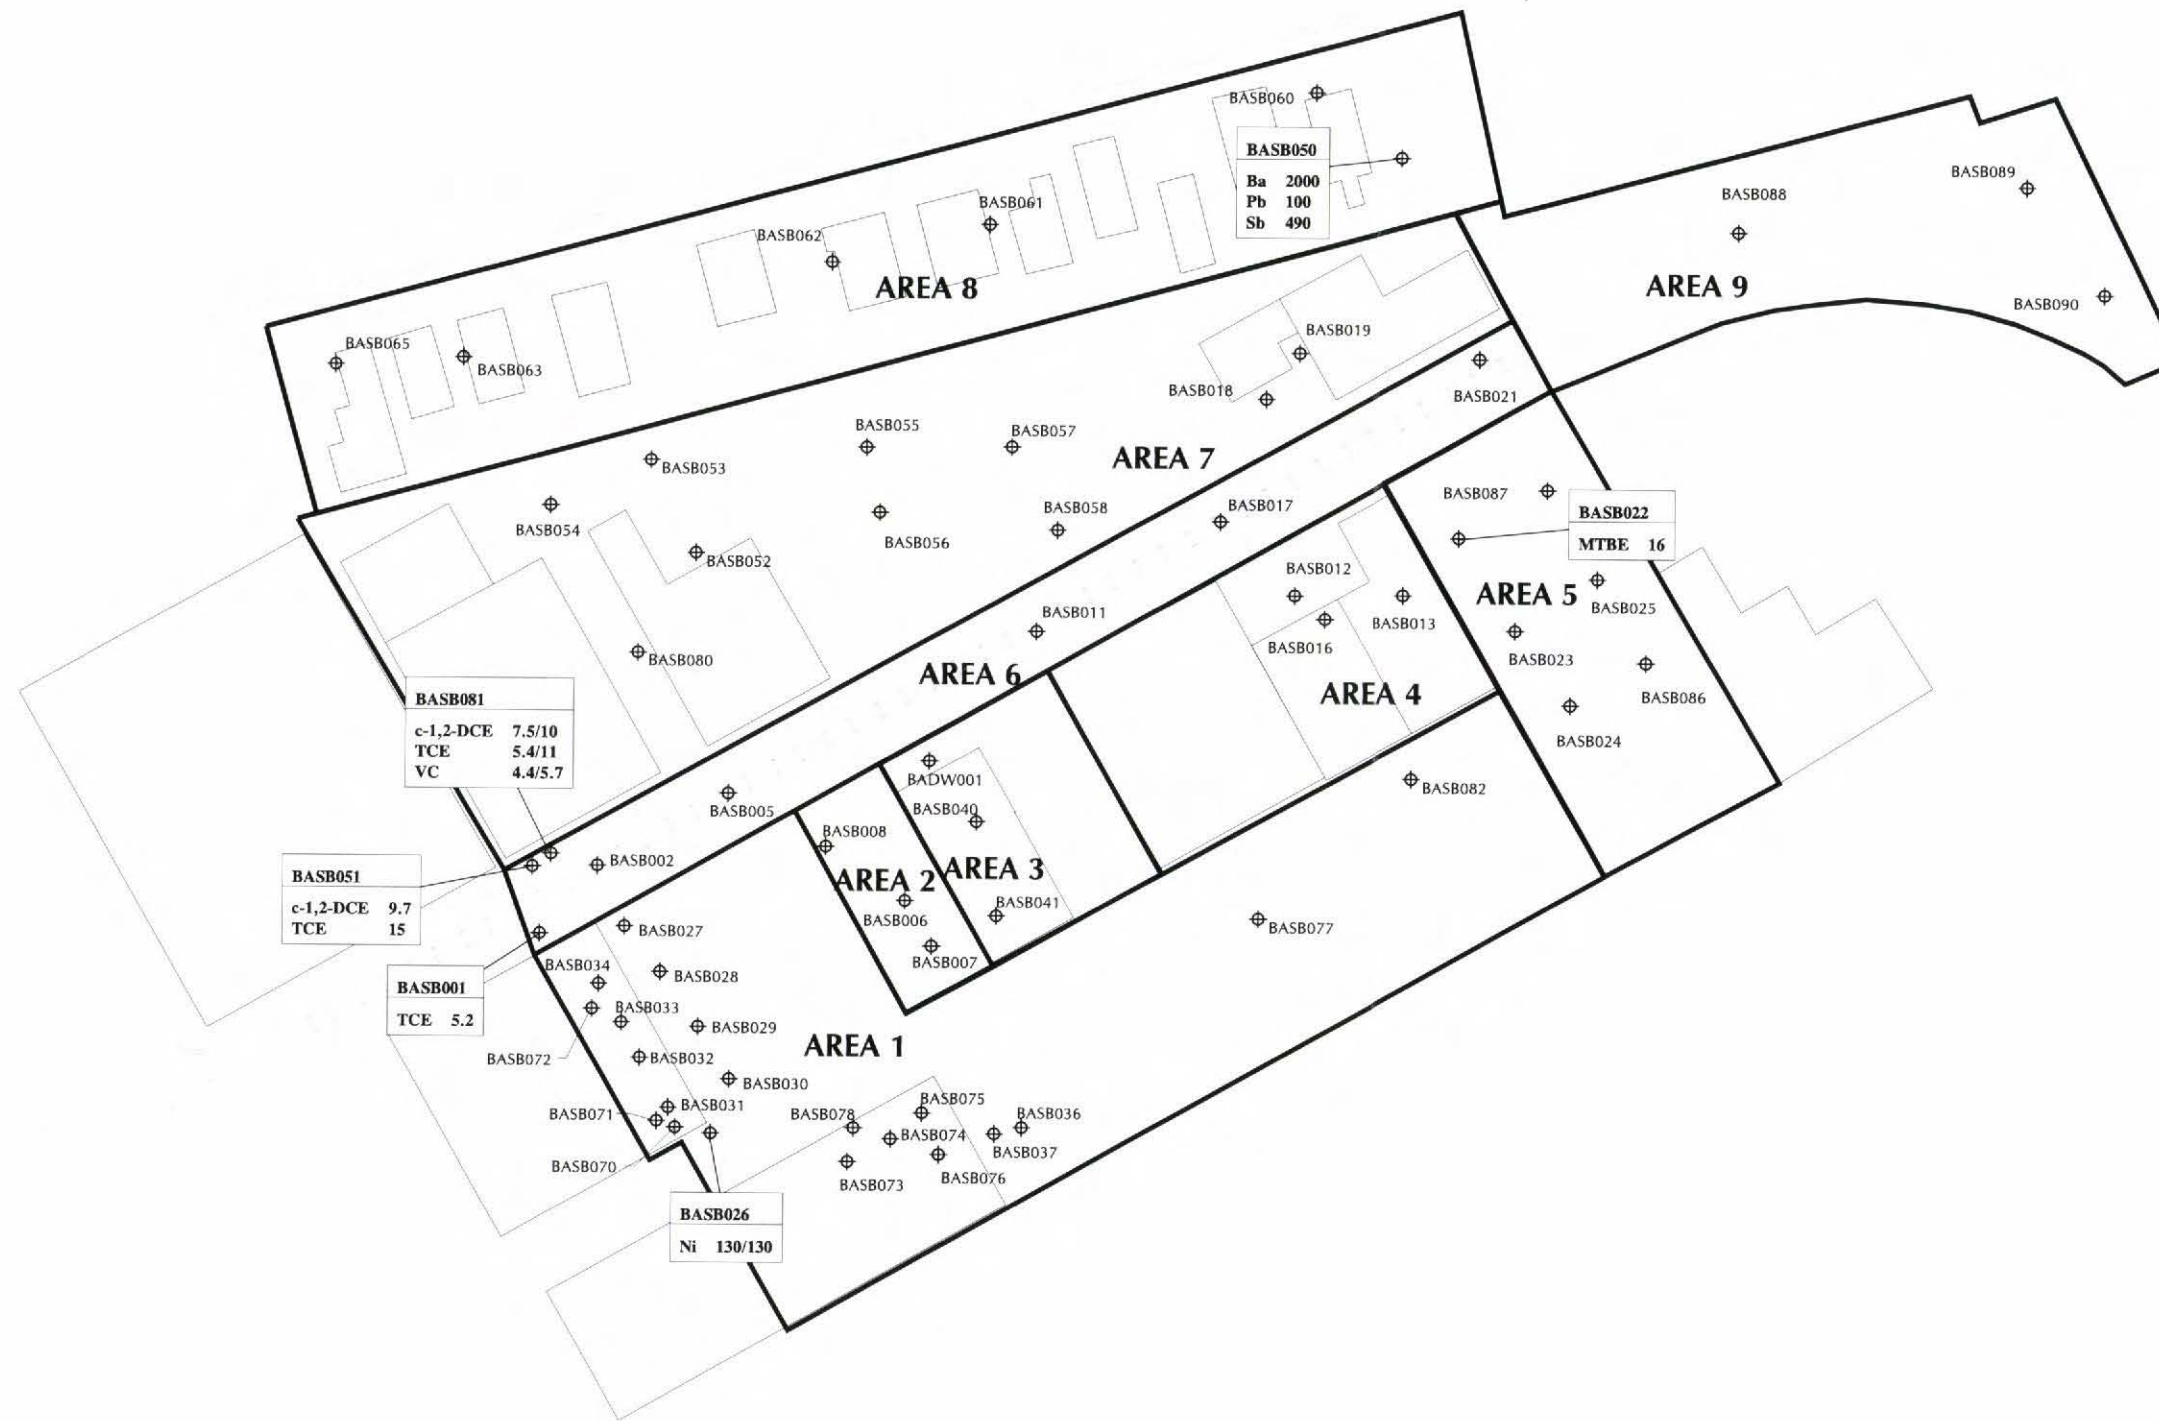 BASB060
BASB050
Ba 2000
Pb 100
Sb 490
BASB089
BASB088
BASB061
BASB062
AREA 8
AREA 9
BASB090
BASB019
BASB065
BASB063
BASB018
BASB021
BASB055
BASB057
AREA 7
BASB053
BASB087
BASB058
BASB017
BASB022
MTBE 16
BASB054
BASB056
BASB052
BASB012
AREA 5
BASB025
BASB011
BASB013
BASB016
BASB023
BASB080
AREA 6
AREA 4
BASB086
BASB081
c-1,2-DCE 7.5/10
TCE 5.4/11
VC 4.4/5.7
BASB024
BADW001
BASB082
BASB005
BASB040
BASB008
BASB002
AREA 3
BASB051
c-1,2-DCE 9.7
TCE 15
AREA 2
BASB041
BASB006
BASB077
BASB027
BASB007
BASB034
BASB028
BASB001
TCE 5.2
BASB033
BASB029
AREA 1
BASB072
BASB032
BASB030
BASB075
BASB031
BASB071
BASB078
BASB036
BASB074
BASB037
BASB070
BASB076
BASB073
BASB026
Ni 130/130